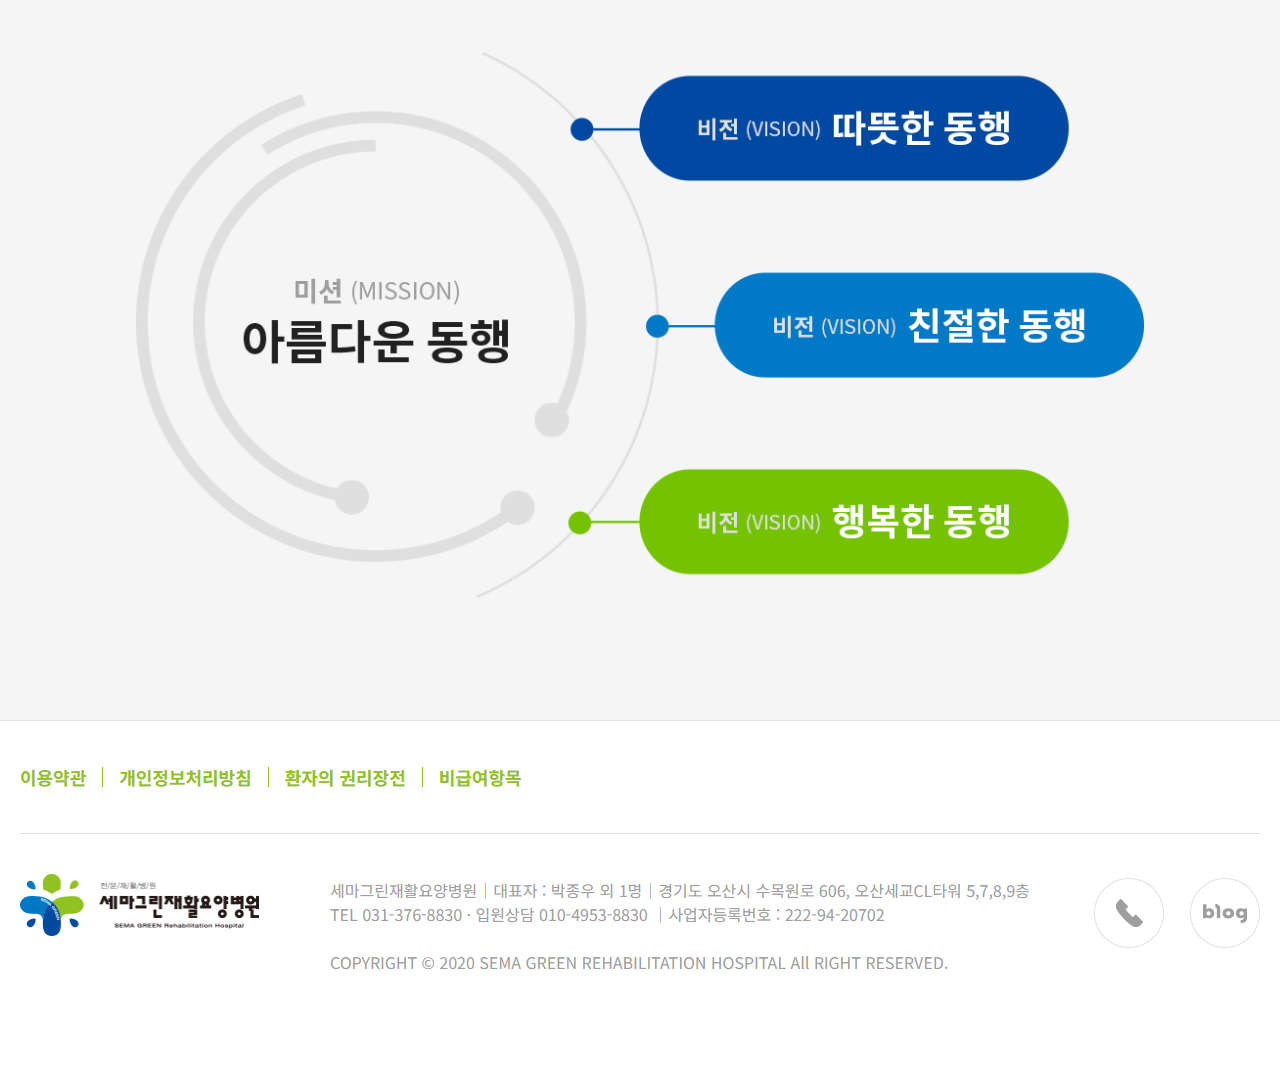 비전 (VISION) 따뜻한 동행
미션 (MISSION)
아름다운 동행
비전 (VISION) 친절한 동행
비전 (VISION) 행복한 동행
이용약관 | 개인정보처리방침 | 환자의 권리장전 | 비급여항목
전/문/재/활/병/원
세마그린재활요양병원
SEMA GREEN Rehabilitation Hospital
세마그린재활요양병원 | 대표자 : 박종우 외 1명 | 경기도 오산시 수목원로 606, 오산세교CL타워 5,7,8,9층
TEL 031-376-8830 · 입원상담 010-4953-8830 | 사업자등록번호 : 222-94-20702
COPYRIGHT © 2020 SEMA GREEN REHABILITATION HOSPITAL All RIGHT RESERVED.
blog